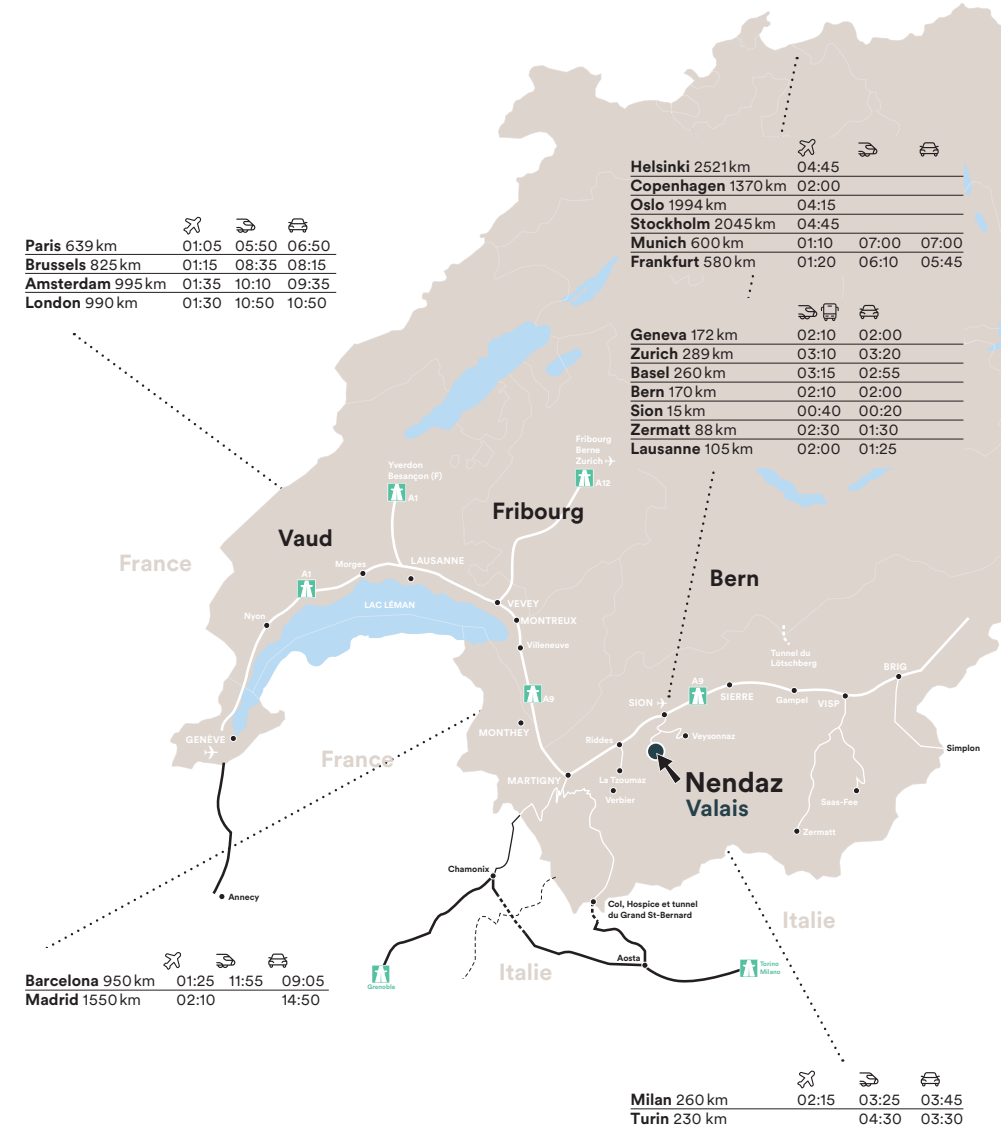 Helsinki 2521 km 04:45
Copenhagen 1370 km 02:00
Oslo 1994 km 04:15
Stockholm 2045 km 04:45
Munich 600 km 01:10 07:00 07:00
Frankfurt 580 km 01:20 06:10 05:45
Paris 639 km 01:05 05:50 06:50
Brussels 825 km 01:15 08:35 08:15
Amsterdam 995 km 01:35 10:10 09:35
London 990 km 01:30 10:50 10:50
Geneva 172 km 02:10 02:00
Zurich 289 km 03:10 03:20
Basel 260 km 03:15 02:55
Bern 170 km 02:10 02:00
Sion 15 km 00:40 00:20
Zermatt 88 km 02:30 01:30
Lausanne 105 km 02:00 01:25
Fribourg
Berne
Zurich
A12
Yverdon
Besançon (F)
A1
Fribourg
Vaud
France
Morges
LAUSANNE
A1
Bern
LAC LÉMAN
Nyon
VEVEY
MONTREUX
Villeneuve
Tunnel du
Lötschberg
BRIG
A9
A9
SION
SIERRE
Gampel
VISP
MONTHEY
GENÈVE
Riddes
Veysonnaz
Simplon
France
MARTIGNY
La Tzoumaz
Verbier
Nendaz
Valais
Saas-Fee
Zermatt
Chamonix
Annecy
Col, Hospice et tunnel
du Grand St-Bernard
Italie
Aosta
Italie
Torino
Milano
Grenoble
Barcelona 950 km 01:25 11:55 09:05
Madrid 1550 km 02:10 14:50
Milan 260 km 02:15 03:25 03:45
Turin 230 km 04:30 03:30